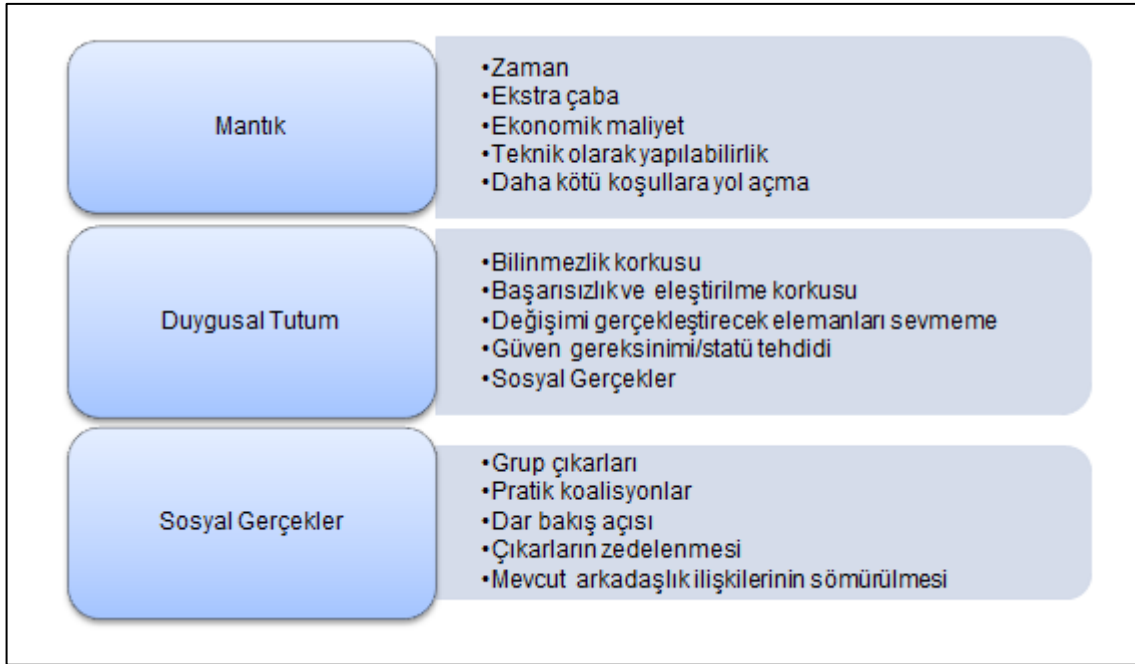 Mantık
•Zaman
•Ekstra çaba
•Ekonomik maliyet
•Teknik olarak yapılabilirlik
•Daha kötü koşullara yol açma
Duygusal Tutum
•Bilinmezlik korkusu
•Başarısızlık ve eleştirilme korkusu
•Değişimi gerçekleştirecek elemanları sevmeme
•Güven gereksinimi/statü tehdidi
•Sosyal Gerçekler
Sosyal Gerçekler
•Grup çıkarları
•Pratik koalisyonlar
•Dar bakış açısı
•Çıkarların zedelenmesi
•Mevcut arkadaşlık ilişkilerinin sömürülmesi